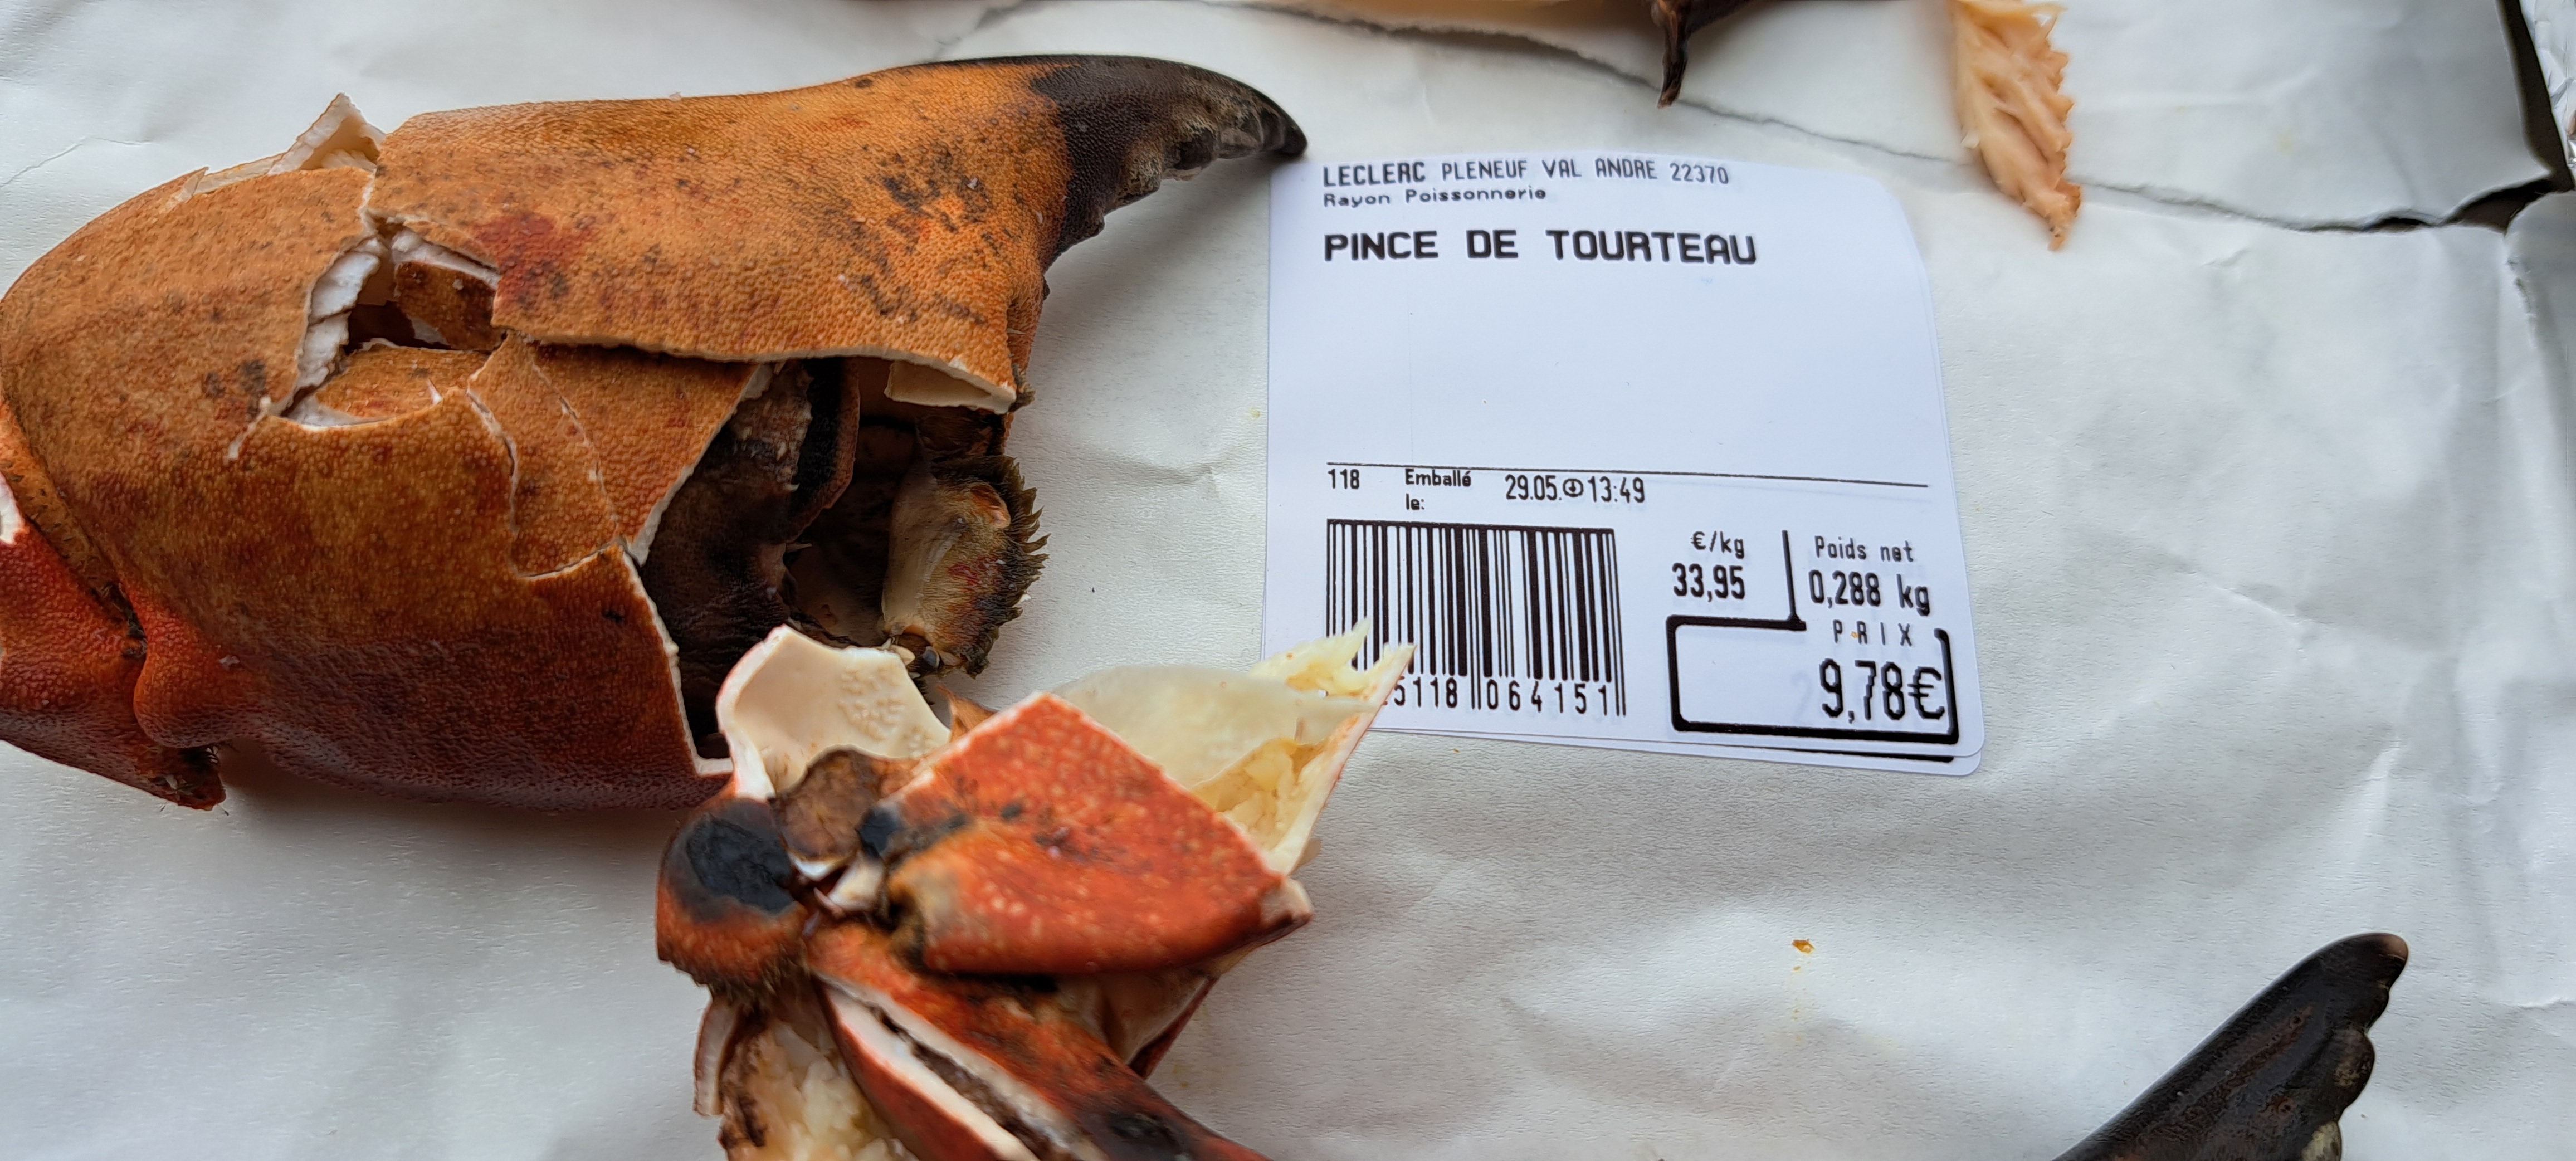 LECLERC PLENEUF VAL ANDRE 22370
Rayon Poissonnerie
PINCE DE TOURTEAU
118 Emballé le: 29.05. 13:49
€/kg
33,95
Poids net
0,288 kg
PRIX
9,78€
5118 064151